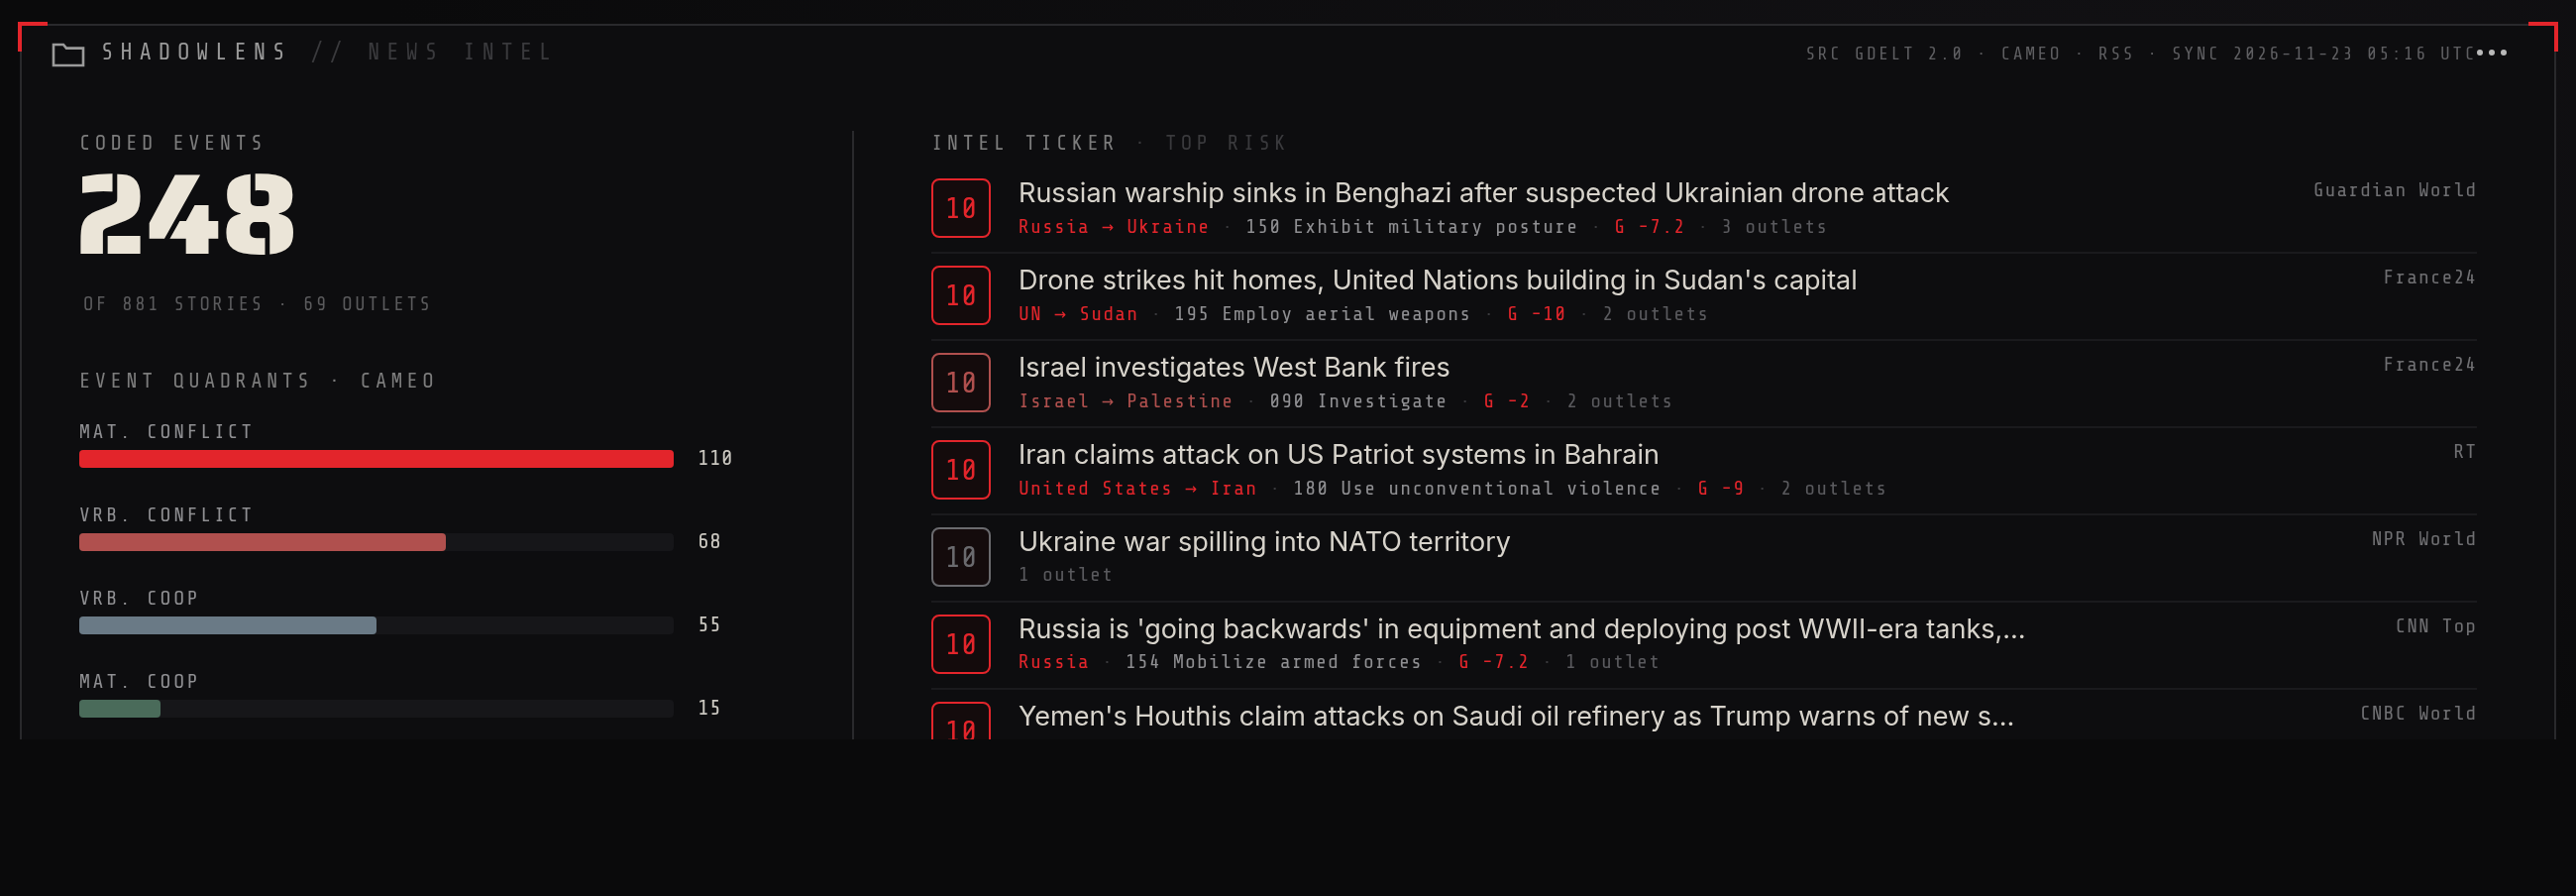 SHADOWLENS // NEWS INTEL
SRC GDELT 2.0 · CAMEO · RSS · SYNC 2026-11-23 05:16 UTC
CODED EVENTS
248
OF 881 STORIES · 69 OUTLETS
EVENT QUADRANTS · CAMEO
MAT. CONFLICT
110
VRB. CONFLICT
68
VRB. COOP
55
MAT. COOP
15
INTEL TICKER · TOP RISK
10 Russian warship sinks in Benghazi after suspected Ukrainian drone attack Guardian World
Russia → Ukraine · 150 Exhibit military posture · G -7.2 · 3 outlets
10 Drone strikes hit homes, United Nations building in Sudan's capital France24
UN → Sudan · 195 Employ aerial weapons · G -10 · 2 outlets
10 Israel investigates West Bank fires France24
Israel → Palestine · 090 Investigate · G -2 · 2 outlets
10 Iran claims attack on US Patriot systems in Bahrain RT
United States → Iran · 180 Use unconventional violence · G -9 · 2 outlets
10 Ukraine war spilling into NATO territory NPR World
1 outlet
10 Russia is 'going backwards' in equipment and deploying post WWII-era tanks,... CNN Top
Russia · 154 Mobilize armed forces · G -7.2 · 1 outlet
10 Yemen's Houthis claim attacks on Saudi oil refinery as Trump warns of new s... CNBC World